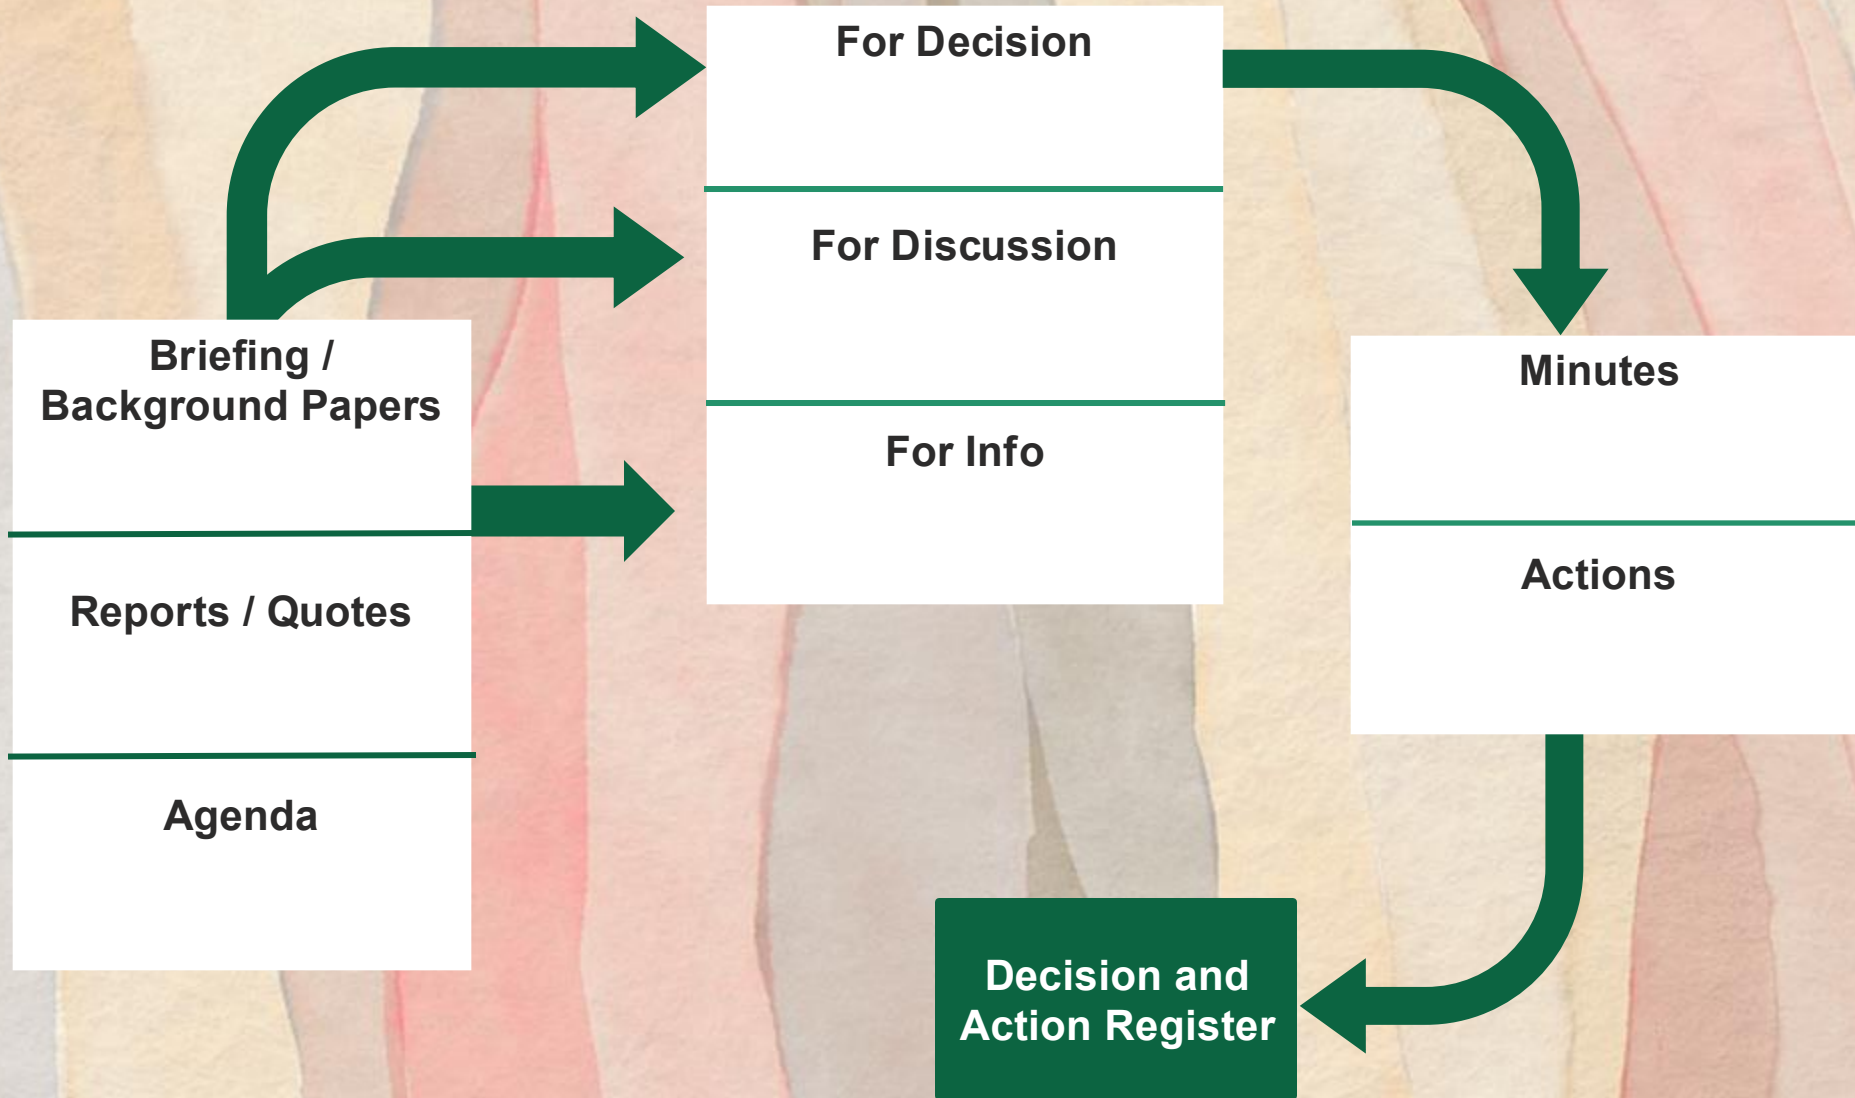 Briefing /
Background Papers
Reports / Quotes
Agenda
For Decision
For Discussion
For Info
Minutes
Actions
Decision and
Action Register